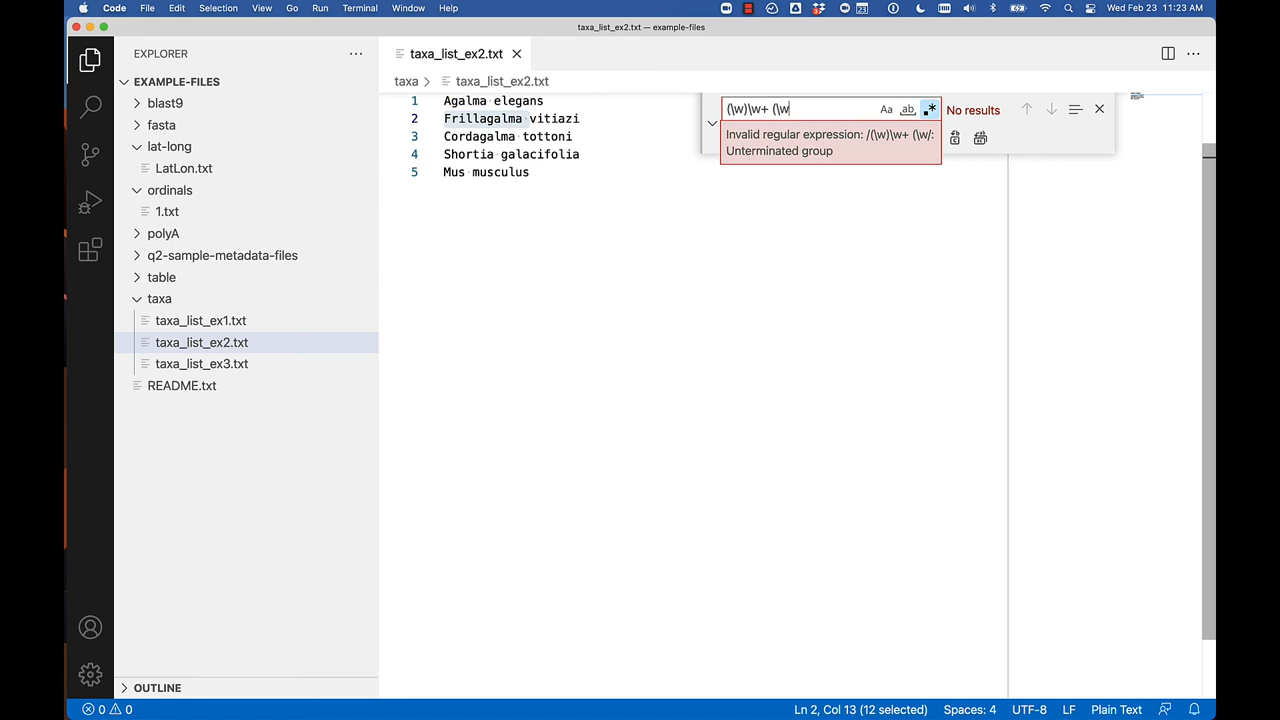 Code File Edit Selection View Go Run Terminal Window Help Wed Feb 23 11:23 AM
taxa_list_ex2.txt — example-files
EXPLORER
EXAMPLE-FILES
blast9
fasta
lat-long
LatLon.txt
ordinals
1.txt
polyA
q2-sample-metadata-files
table
taxa
taxa_list_ex1.txt
taxa_list_ex2.txt
taxa_list_ex3.txt
README.txt
OUTLINE
taxa_list_ex2.txt
taxa > taxa_list_ex2.txt
1 Agalma elegans
2 Frillagalma vitiazi
3 Cordagalma tottoni
4 Shortia galacifolia
5 Mus musculus
(\w)\w+ (\w Aa ab .* No results
Invalid regular expression: /(\w)\w+ (\w/:
Unterminated group
0 0 Ln 2, Col 13 (12 selected) Spaces: 4 UTF-8 LF Plain Text